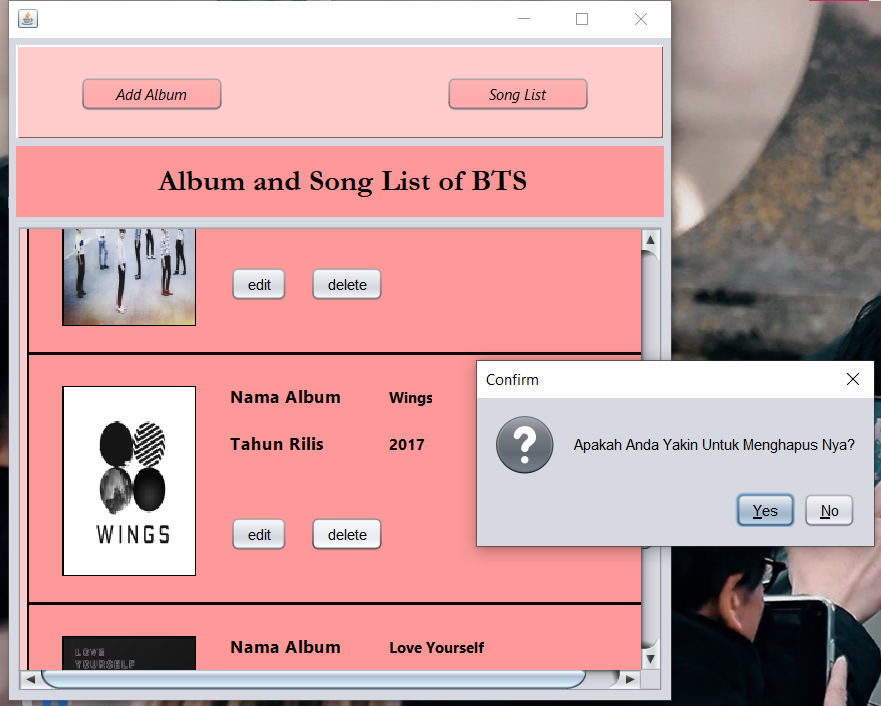 Add Album
Song List
Album and Song List of BTS
edit
delete
Nama Album
Wings
Tahun Rilis
2017
WINGS
edit
delete
Nama Album
Love Yourself
LOVE
YOURSELF
Confirm
Apakah Anda Yakin Untuk Menghapus Nya?
Yes
No